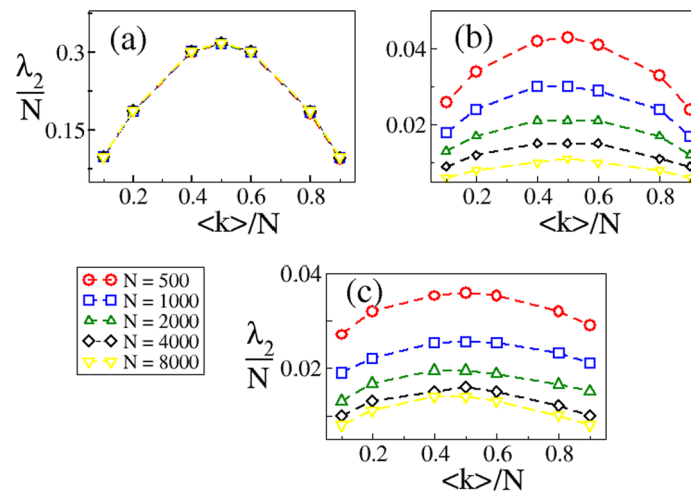 (a)
λ2
N
0.3
0.15
0.2 0.4 0.6 0.8
<k>/N
(b)
0.04
0.02
0.2 0.4 0.6 0.8
<k>/N
N = 500
N = 1000
N = 2000
N = 4000
N = 8000
(c)
λ2
N
0.04
0.02
0.2 0.4 0.6 0.8
<k>/N